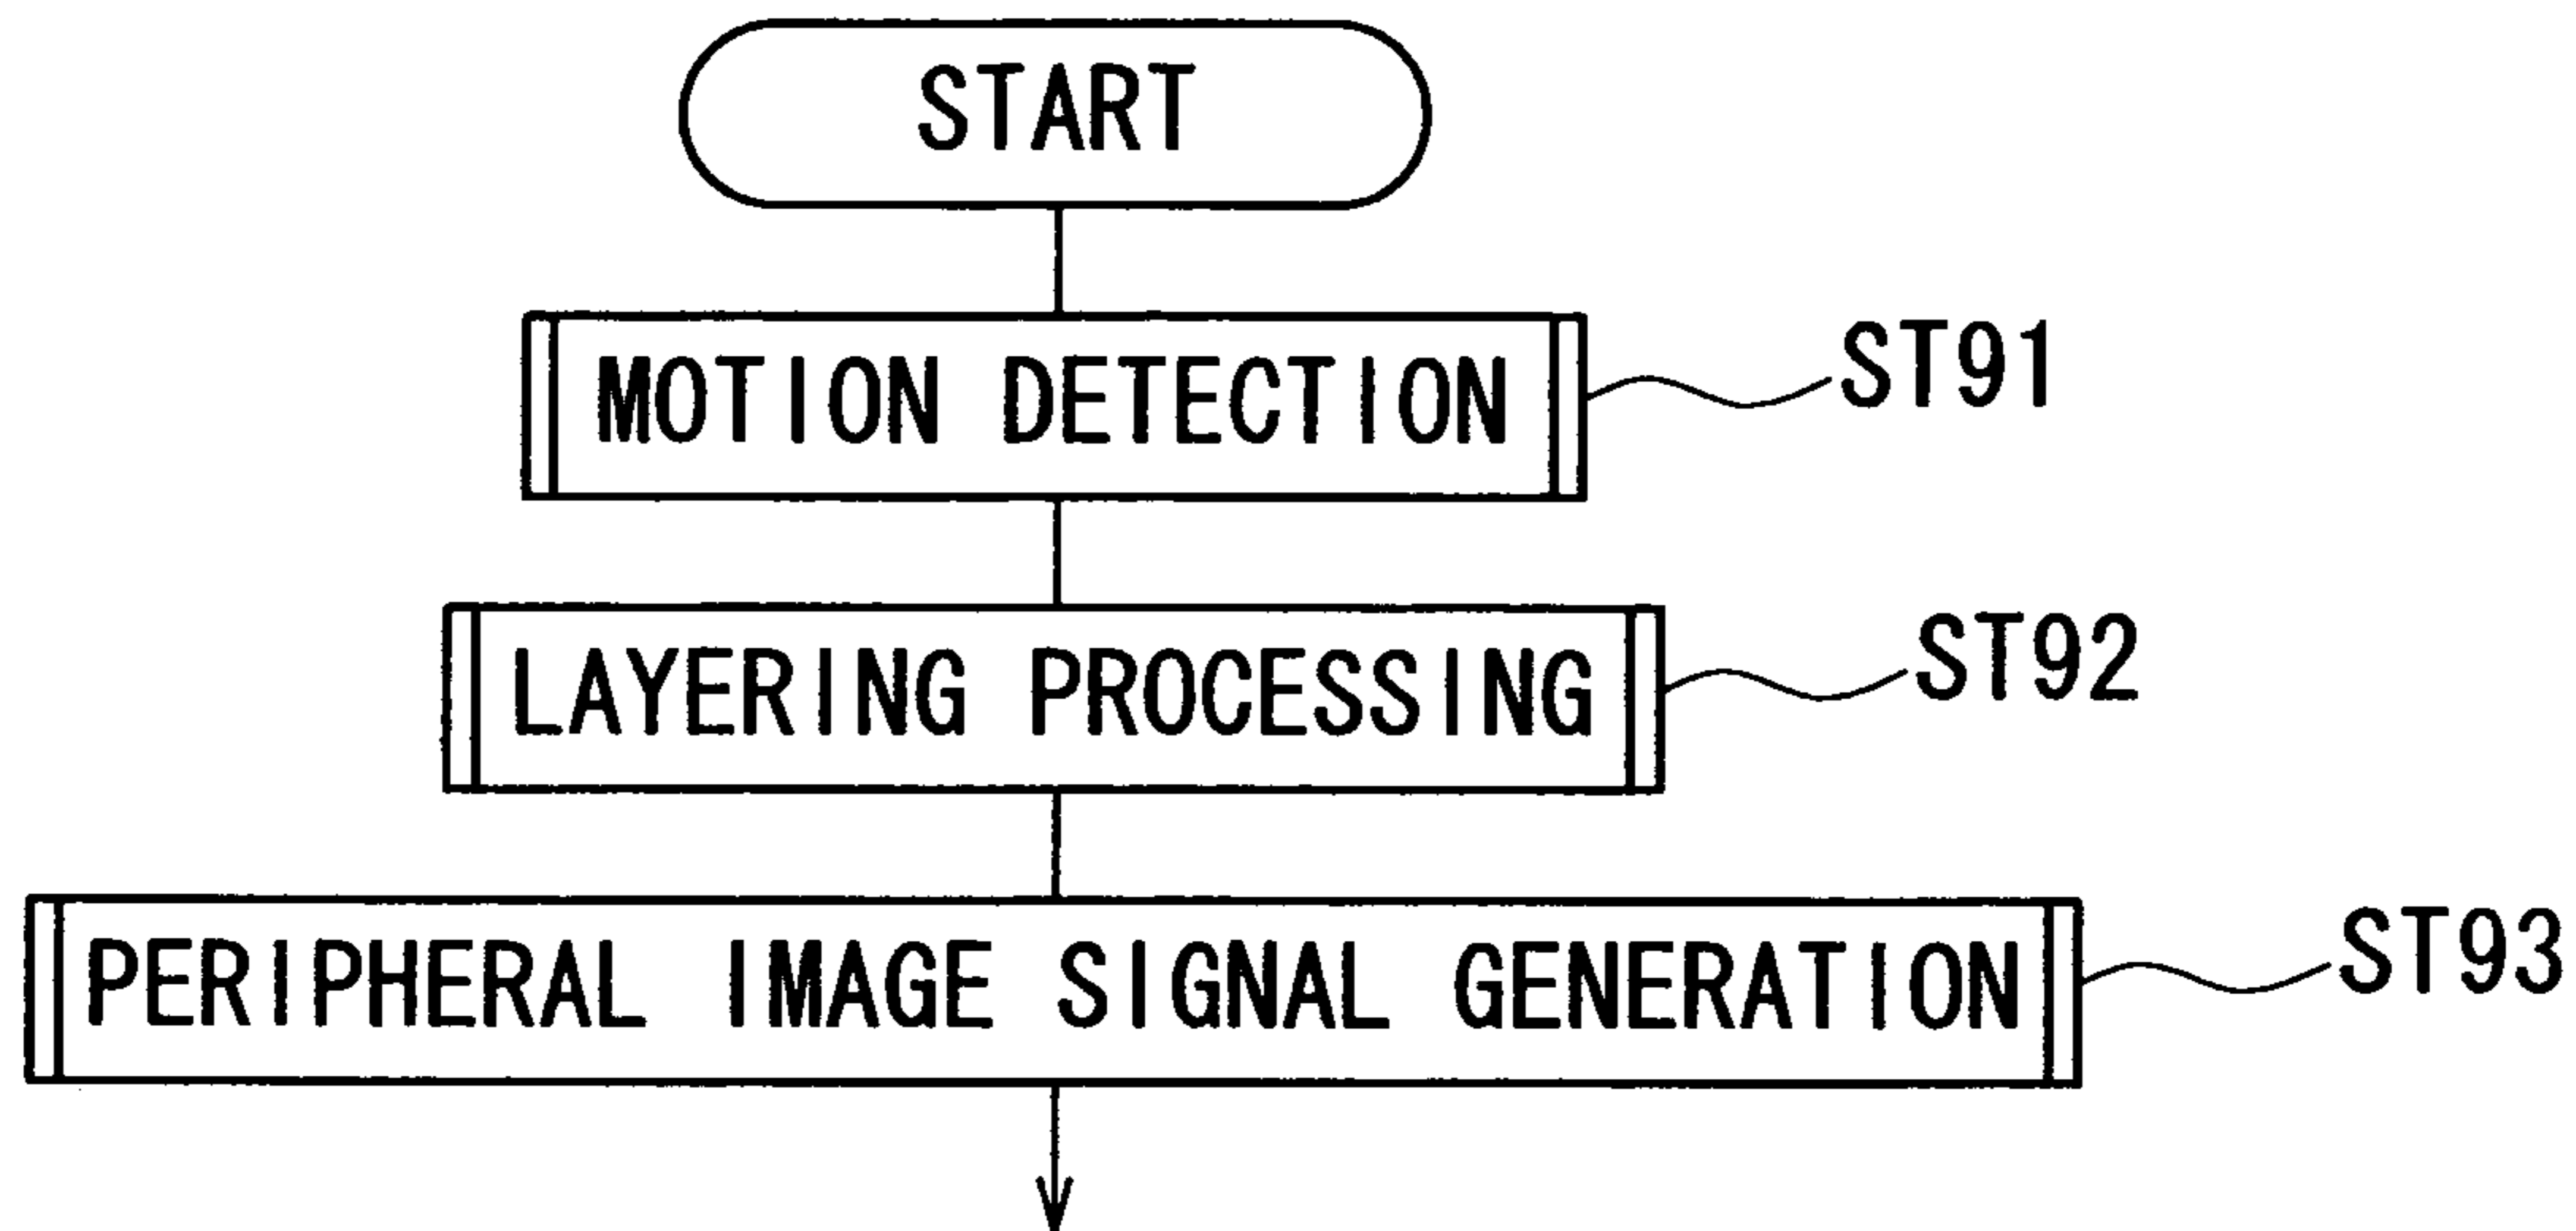 START
MOTION DETECTION
ST91
LAYERING PROCESSING
ST92
PERIPHERAL IMAGE SIGNAL GENERATION
ST93